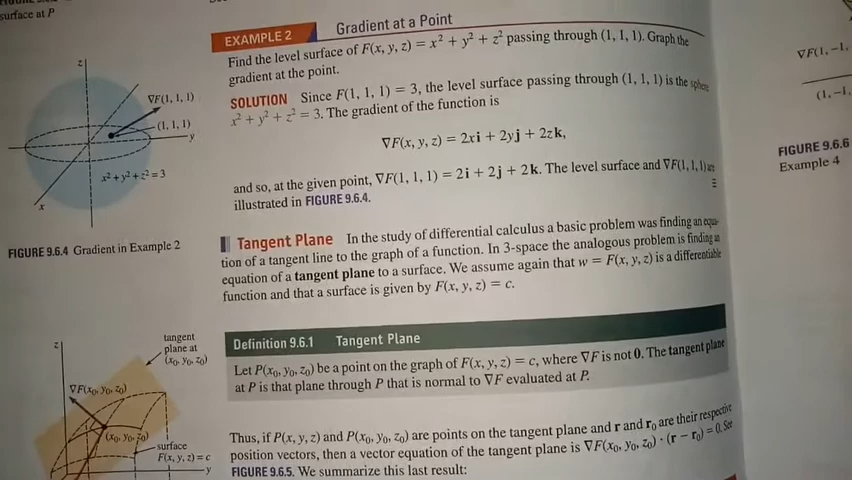 surface at P
z
∇F(1, 1, 1)
(1, 1, 1)
y
x² + y² + z² = 3
x
FIGURE 9.6.4 Gradient in Example 2
z
tangent
plane at
(x₀, y₀, z₀)
∇F(x₀, y₀, z₀)
(x₀, y₀, z₀)
surface
F(x, y, z) = c
y
EXAMPLE 2 Gradient at a Point
Find the level surface of F(x, y, z) = x² + y² + z² passing through (1, 1, 1). Graph the
gradient at the point.
SOLUTION Since F(1, 1, 1) = 3, the level surface passing through (1, 1, 1) is the sphere
x² + y² + z² = 3. The gradient of the function is
∇F(x, y, z) = 2xi + 2yj + 2zk,
and so, at the given point, ∇F(1, 1, 1) = 2i + 2j + 2k. The level surface and ∇F(1, 1, 1) are
illustrated in FIGURE 9.6.4.
Tangent Plane In the study of differential calculus a basic problem was finding an equa-
tion of a tangent line to the graph of a function. In 3-space the analogous problem is finding an
equation of a tangent plane to a surface. We assume again that w = F(x, y, z) is a differentiable
function and that a surface is given by F(x, y, z) = c.
Definition 9.6.1 Tangent Plane
Let P(x₀, y₀, z₀) be a point on the graph of F(x, y, z) = c, where ∇F is not 0. The tangent plane
at P is that plane through P that is normal to ∇F evaluated at P.
Thus, if P(x, y, z) and P(x₀, y₀, z₀) are points on the tangent plane and r and r₀ are their respective
position vectors, then a vector equation of the tangent plane is ∇F(x₀, y₀, z₀) · (r − r₀) = 0. See
FIGURE 9.6.5. We summarize this last result:
∇F(1, −1,
(1, −1,
FIGURE 9.6.6
Example 4